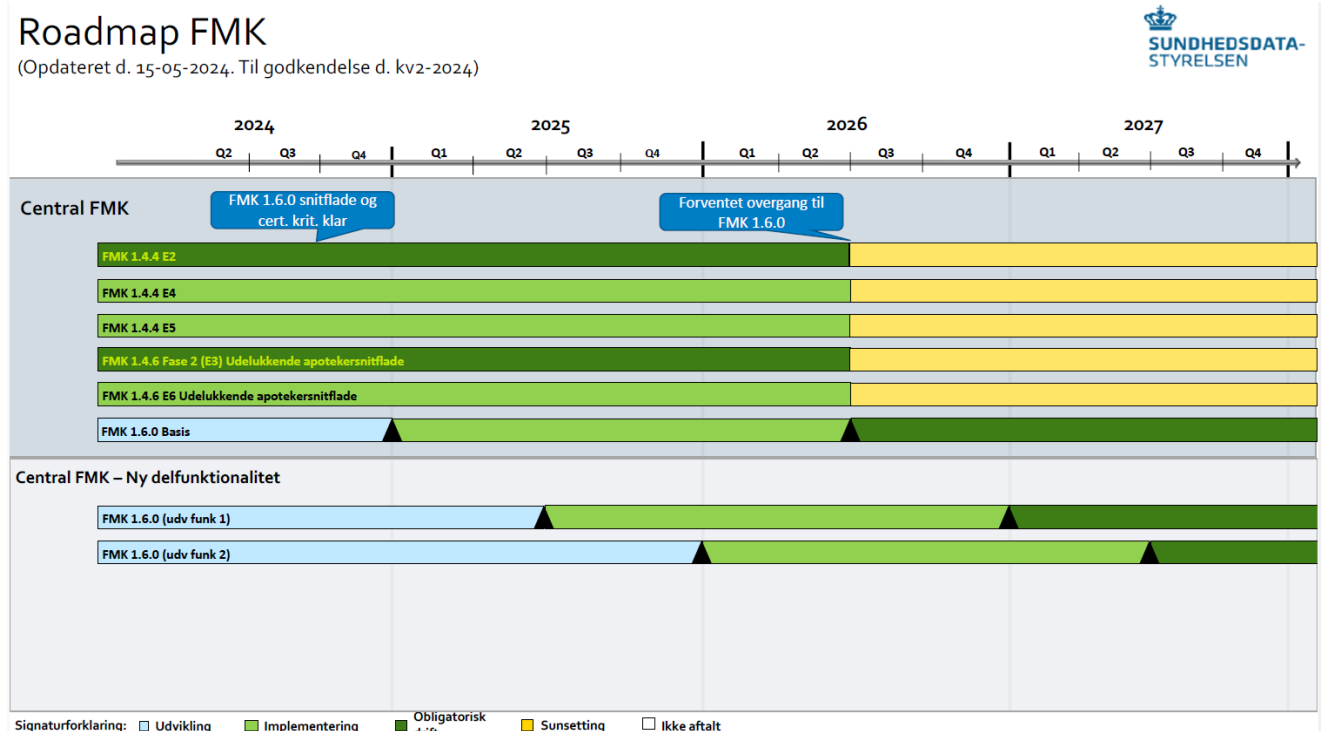 Roadmap FMK
(Opdateret d. 15-05-2024. Til godkendelse d. kv2-2024)
SUNDHEDSDATA-
STYRELSEN
2024 2025 2026 2027
Q2 Q3 Q4 Q1 Q2 Q3 Q4 Q1 Q2 Q3 Q4 Q1 Q2 Q3 Q4
Central FMK
FMK 1.6.0 snitflade og
cert. krit. klar
Forventet overgang til
FMK 1.6.0
FMK 1.4.4 E2
FMK 1.4.4 E4
FMK 1.4.4 E5
FMK 1.4.6 Fase 2 (E3) Udelukkende apotekersnitflade
FMK 1.4.6 E6 Udelukkende apotekersnitflade
FMK 1.6.0 Basis
Central FMK – Ny delfunktionalitet
FMK 1.6.0 (udv funk 1)
FMK 1.6.0 (udv funk 2)
Signaturforklaring: Udvikling Implementering Obligatorisk Sunsetting Ikke aftalt